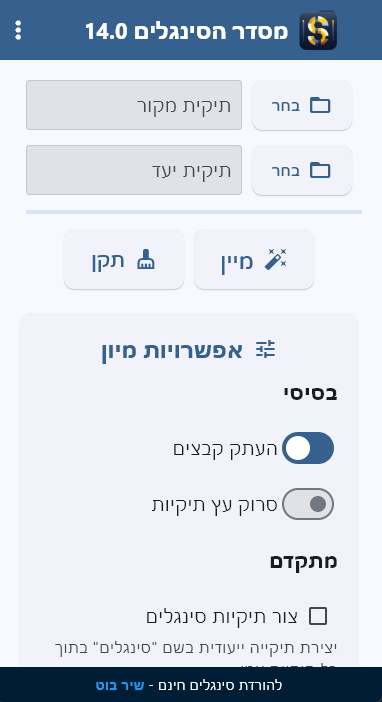 מסדר הסינגלים 14.0
בחר
תיקית מקור
בחר
תיקית יעד
מיין
תקן
אפשרויות מיון
בסיסי
העתק קבצים
סרוק עץ תיקיות
מתקדם
צור תיקיות סינגלים
יצירת תיקייה ייעודית בשם "סינגלים" בתוך
להורדת סינגלים חינם - שיר בוט